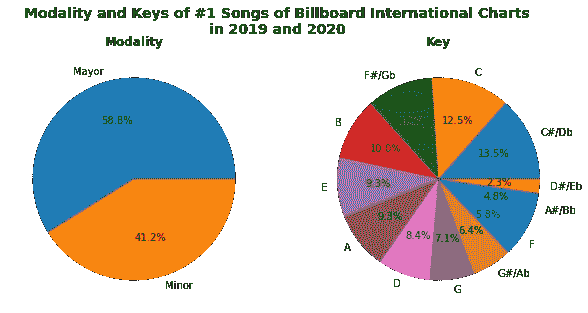 Modality and Keys of #1 Songs of Billboard International Charts
in 2019 and 2020
Modality
Key
Mayor
58.8%
41.2%
Minor
F#/Gb
C
12.5%
C#/Db
13.5%
B
10.0%
E
9.3%
D#/Eb
2.3%
A#/Bb
4.8%
A
9.3%
F
5.8%
D
8.4%
G
7.1%
G#/Ab
6.4%